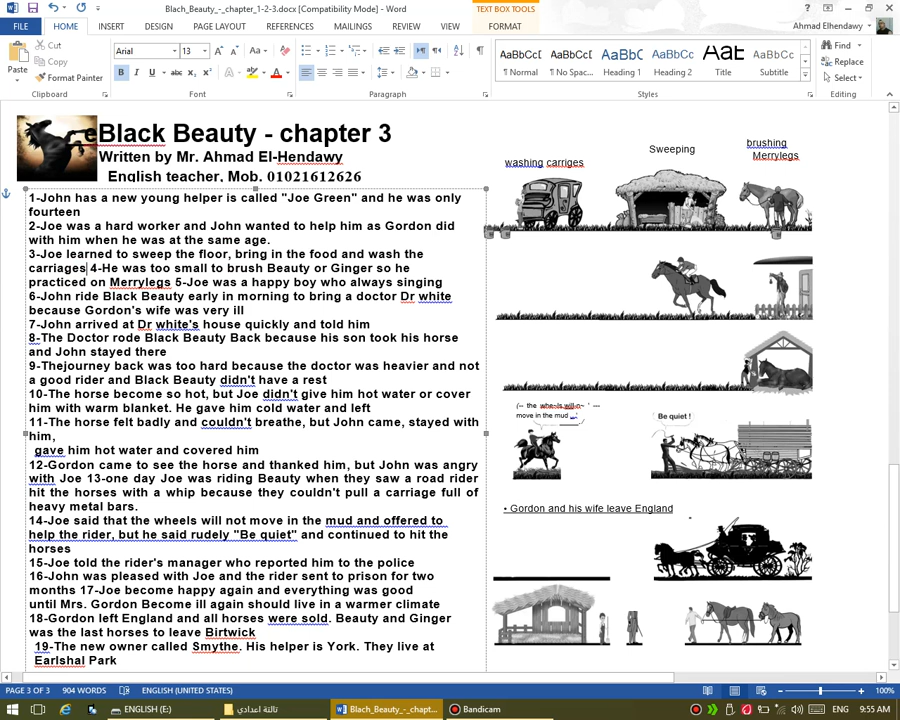 Blach_Beauty_-_chapter_1-2-3.docx [Compatibility Mode] - Word
TEXT BOX TOOLS
FILE HOME INSERT DESIGN PAGE LAYOUT REFERENCES MAILINGS REVIEW VIEW FORMAT
Ahmad Elhendawy
Paste
Cut
Copy
Format Painter
Arial 13
AaBbCcI AaBbCcI AaBbC AaBbCc AaB AaBbCc
¶ Normal ¶ No Spac... Heading 1 Heading 2 Title Subtitle
Find
Replace
Select
Clipboard Font Paragraph Styles Editing
eBlack Beauty - chapter 3
Written by Mr. Ahmad El-Hendawy
English teacher, Mob. 01021612626
1-John has a new young helper is called "Joe Green" and he was only
fourteen
2-Joe was a hard worker and John wanted to help him as Gordon did
with him when he was at the same age.
3-Joe learned to sweep the floor, bring in the food and wash the
carriages 4-He was too small to brush Beauty or Ginger so he
practiced on Merrylegs 5-Joe was a happy boy who always singing
6-John ride Black Beauty early in morning to bring a doctor Dr white
because Gordon's wife was very ill
7-John arrived at Dr white's house quickly and told him
8-The Doctor rode Black Beauty Back because his son took his horse
and John stayed there
9-Thejourney back was too hard because the doctor was heavier and not
a good rider and Black Beauty didn't have a rest
10-The horse become so hot, but Joe didn't give him hot water or cover
him with warm blanket. He gave him cold water and left
11-The horse felt badly and couldn't breathe, but John came, stayed with
him,
gave him hot water and covered him
12-Gordon came to see the horse and thanked him, but John was angry
with Joe 13-one day Joe was riding Beauty when they saw a road rider
hit the horses with a whip because they couldn't pull a carriage full of
heavy metal bars.
14-Joe said that the wheels will not move in the mud and offered to
help the rider, but he said rudely "Be quiet" and continued to hit the
horses
15-Joe told the rider's manager who reported him to the police
16-John was pleased with Joe and the rider sent to prison for two
months 17-Joe become happy again and everything was good
until Mrs. Gordon Become ill again should live in a warmer climate
18-Gordon left England and all horses were sold. Beauty and Ginger
was the last horses to leave Birtwick
19-The new owner called Smythe. His helper is York. They live at
Earlshal Park
washing carriges
Sweeping
brushing
Merrylegs
the
move in the mud
Be quiet !
• Gordon and his wife leave England
PAGE 3 OF 3 904 WORDS ENGLISH (UNITED STATES) 100%
ENGLISH (E:)
تالتة اعدادي
Blach_Beauty_-_chapt...
Bandicam
ENG 9:55 AM